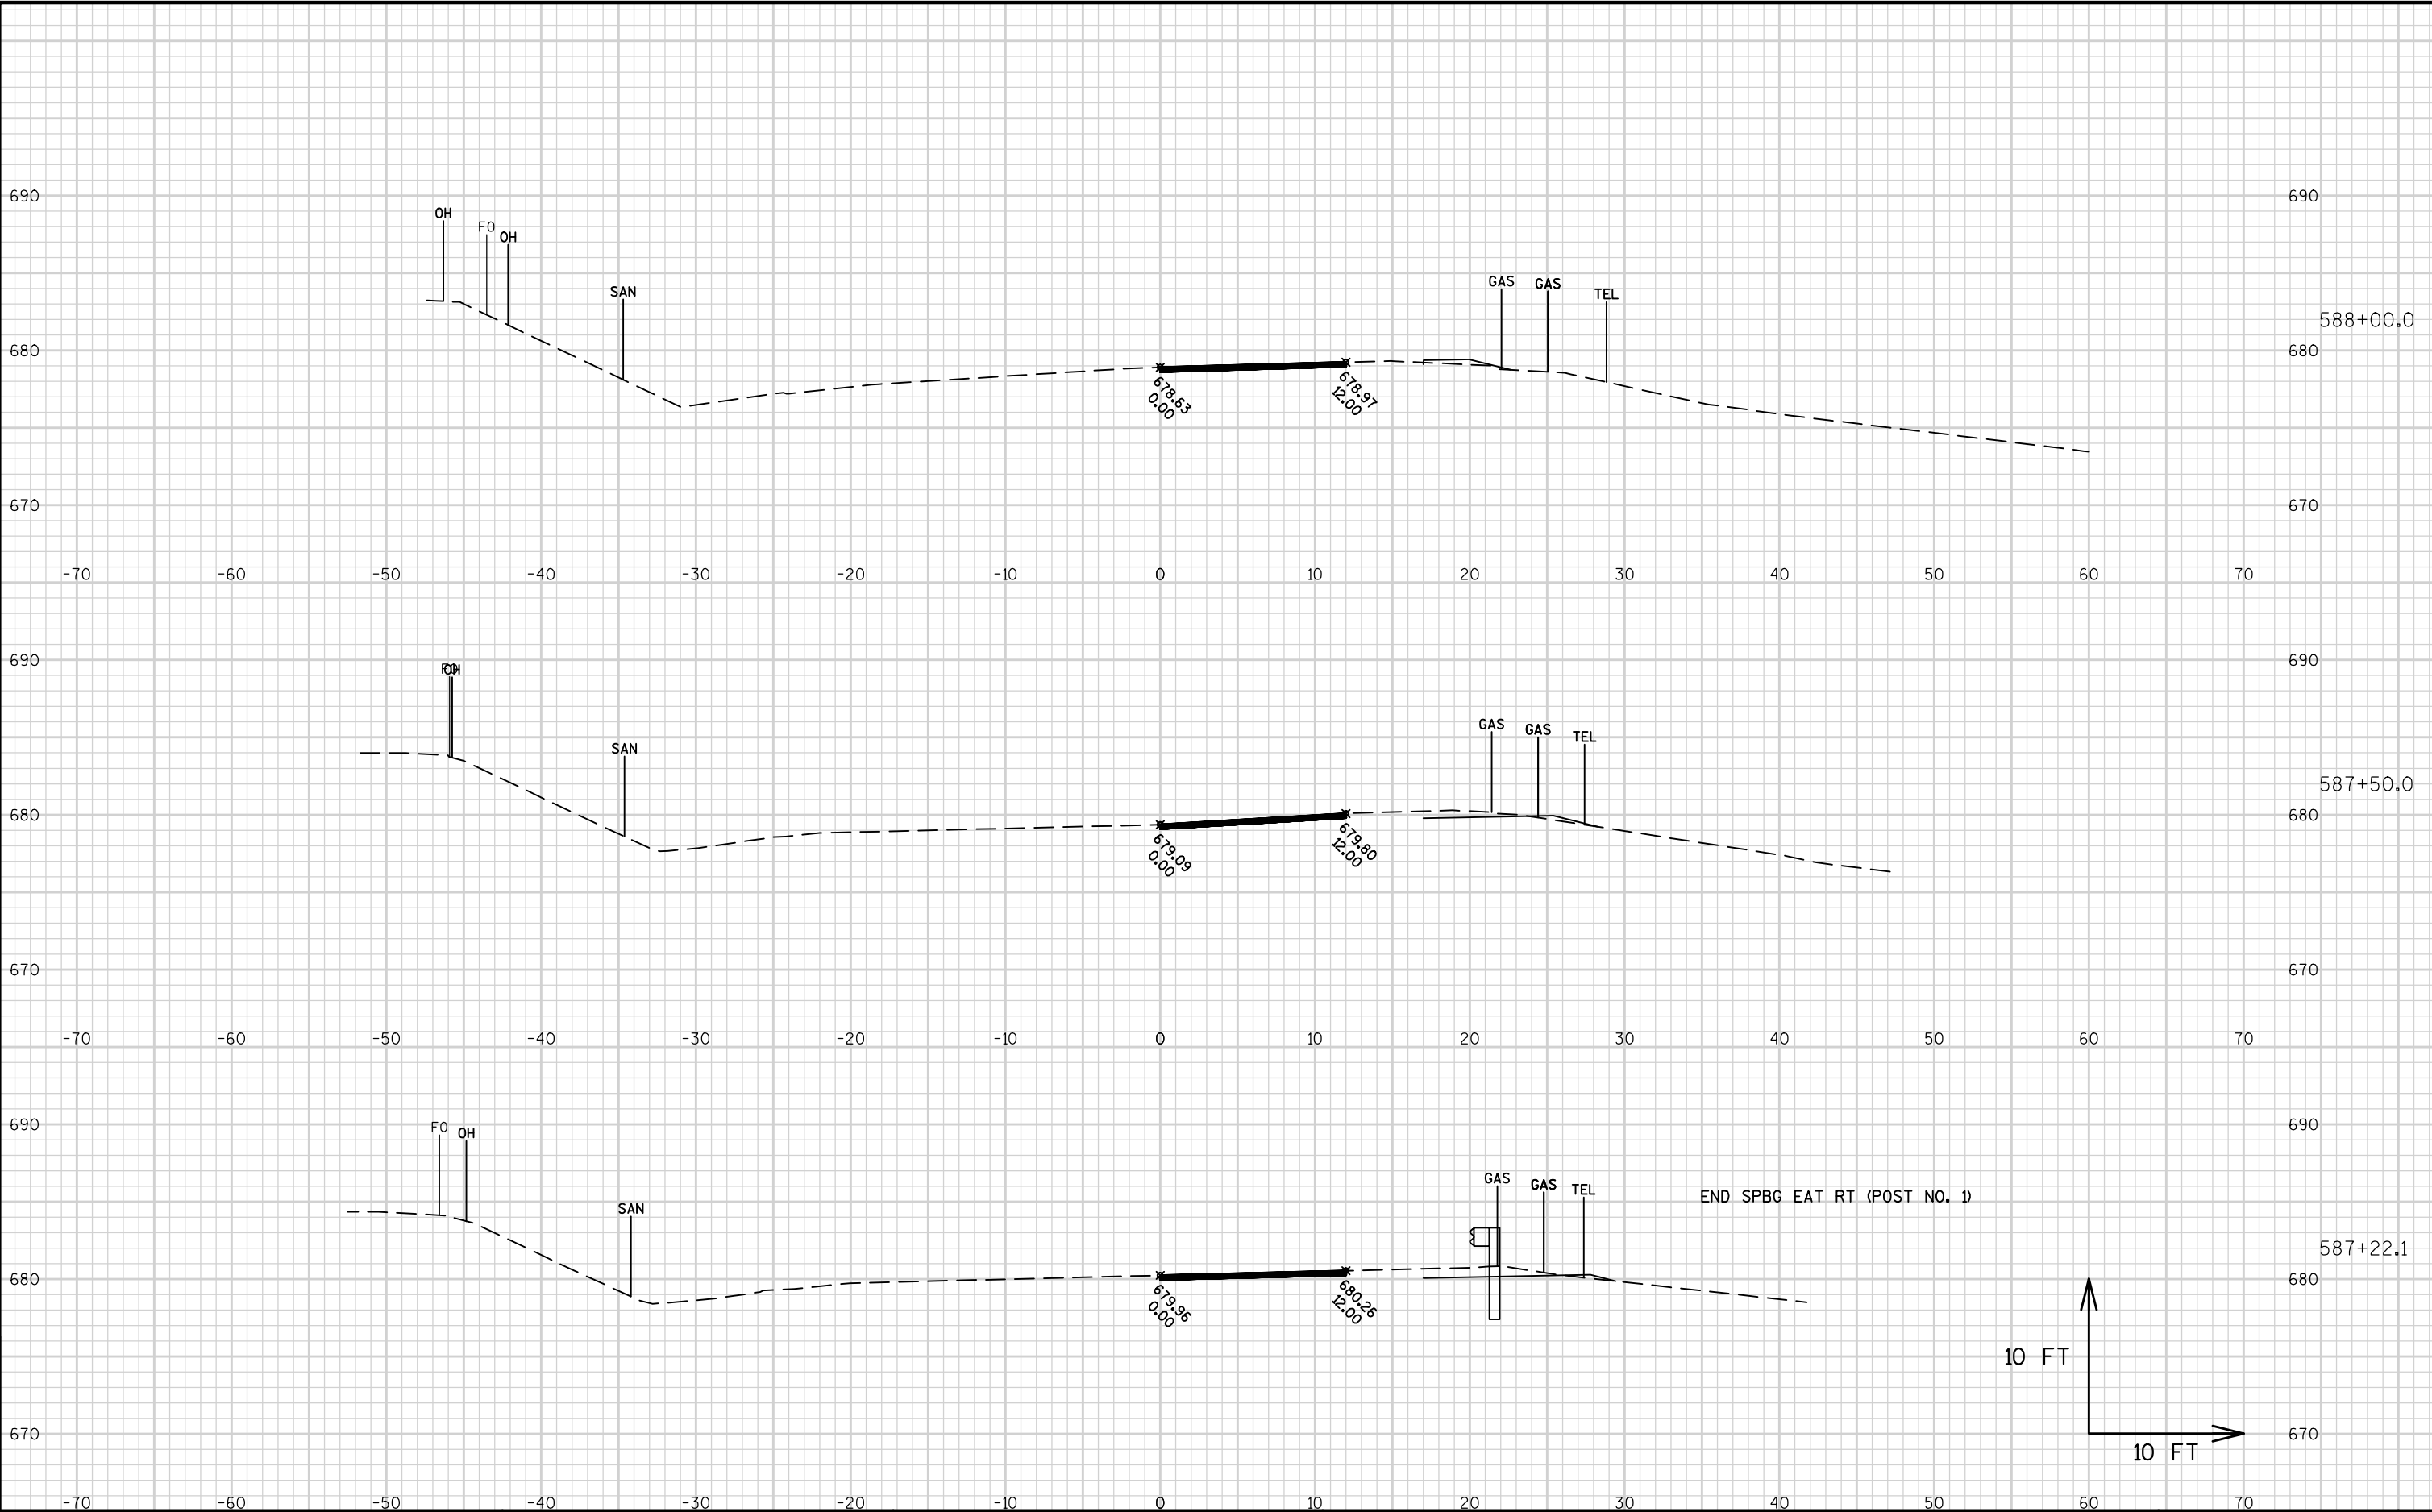 690 690
OH FO OH
SAN GAS GAS TEL
588+00.0
680 680
678.63 678.97
0.00 12.00
670 670
-70 -60 -50 -40 -30 -20 -10 0 10 20 30 40 50 60 70
690 690
FO OH
SAN GAS GAS TEL
587+50.0
680 680
679.09 679.80
0.00 12.00
670 670
-70 -60 -50 -40 -30 -20 -10 0 10 20 30 40 50 60 70
690 690
FO OH
SAN GAS GAS TEL
END SPBG EAT RT (POST NO. 1)
587+22.1
680 680
679.96 680.26
0.00 12.00
10 FT
670 670
10 FT
-70 -60 -50 -40 -30 -20 -10 0 10 20 30 40 50 60 70